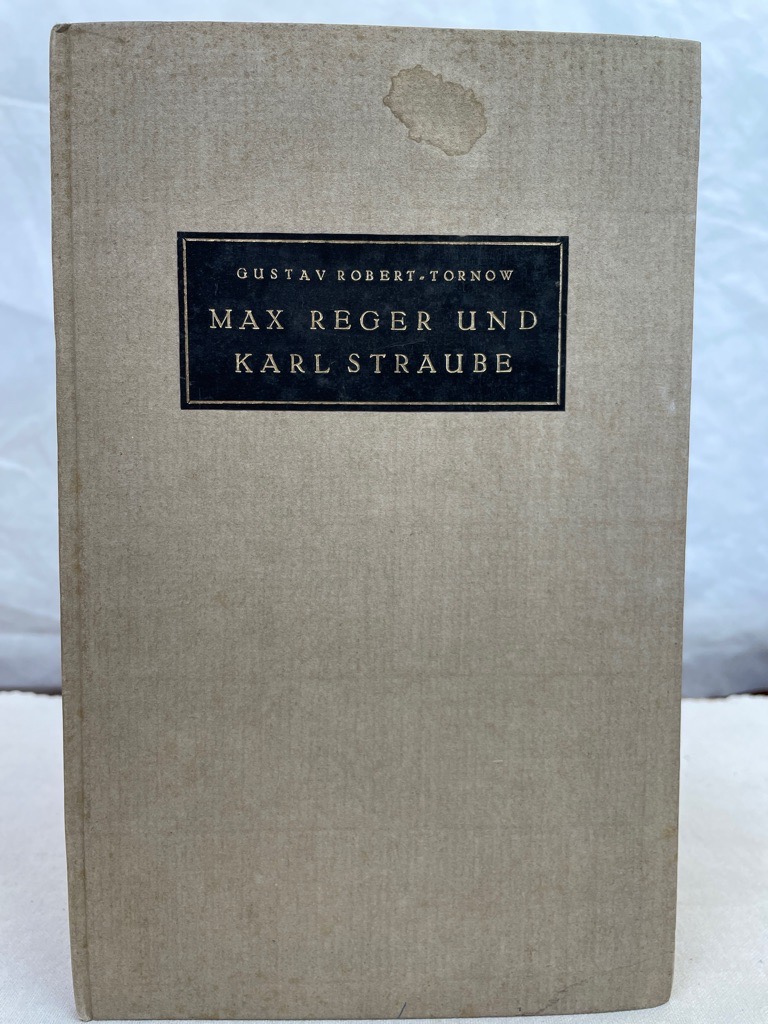 GUSTAV ROBERT-TORNOW
MAX REGER UND
KARL STRAUBE